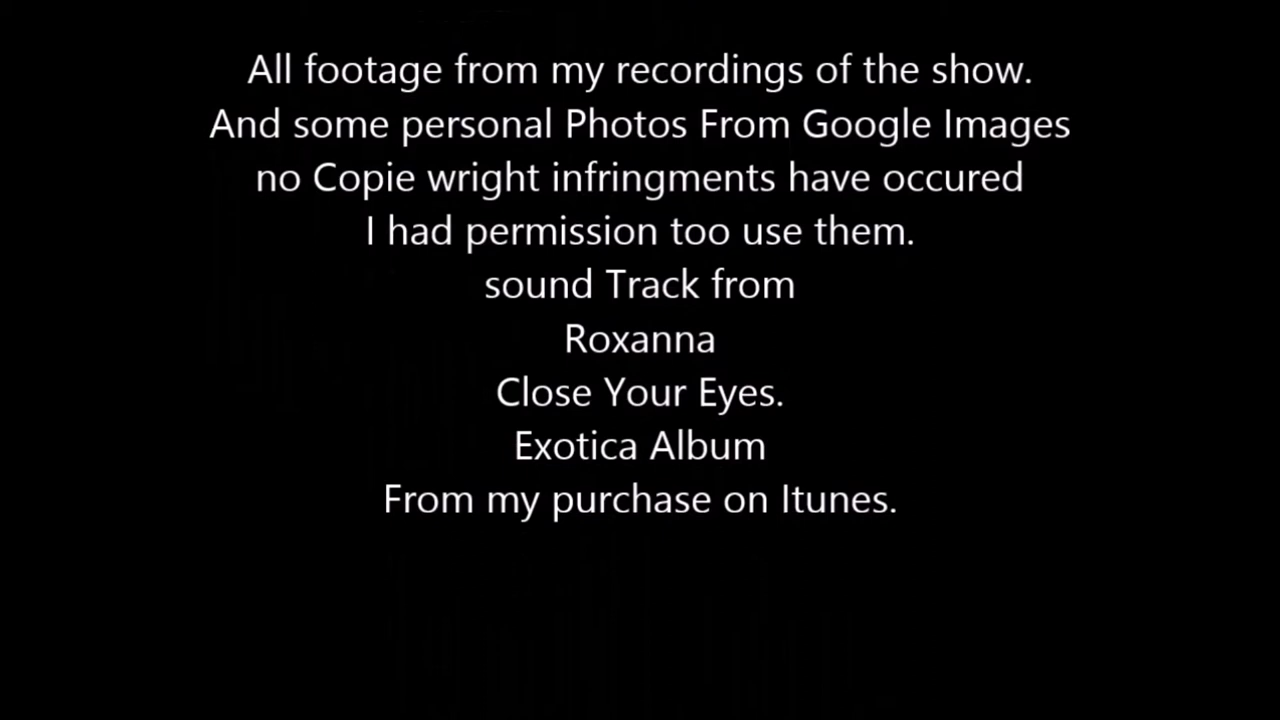 All footage from my recordings of the show.
And some personal Photos From Google Images
no Copie wright infringments have occured
I had permission too use them.
sound Track from
Roxanna
Close Your Eyes.
Exotica Album
From my purchase on Itunes.